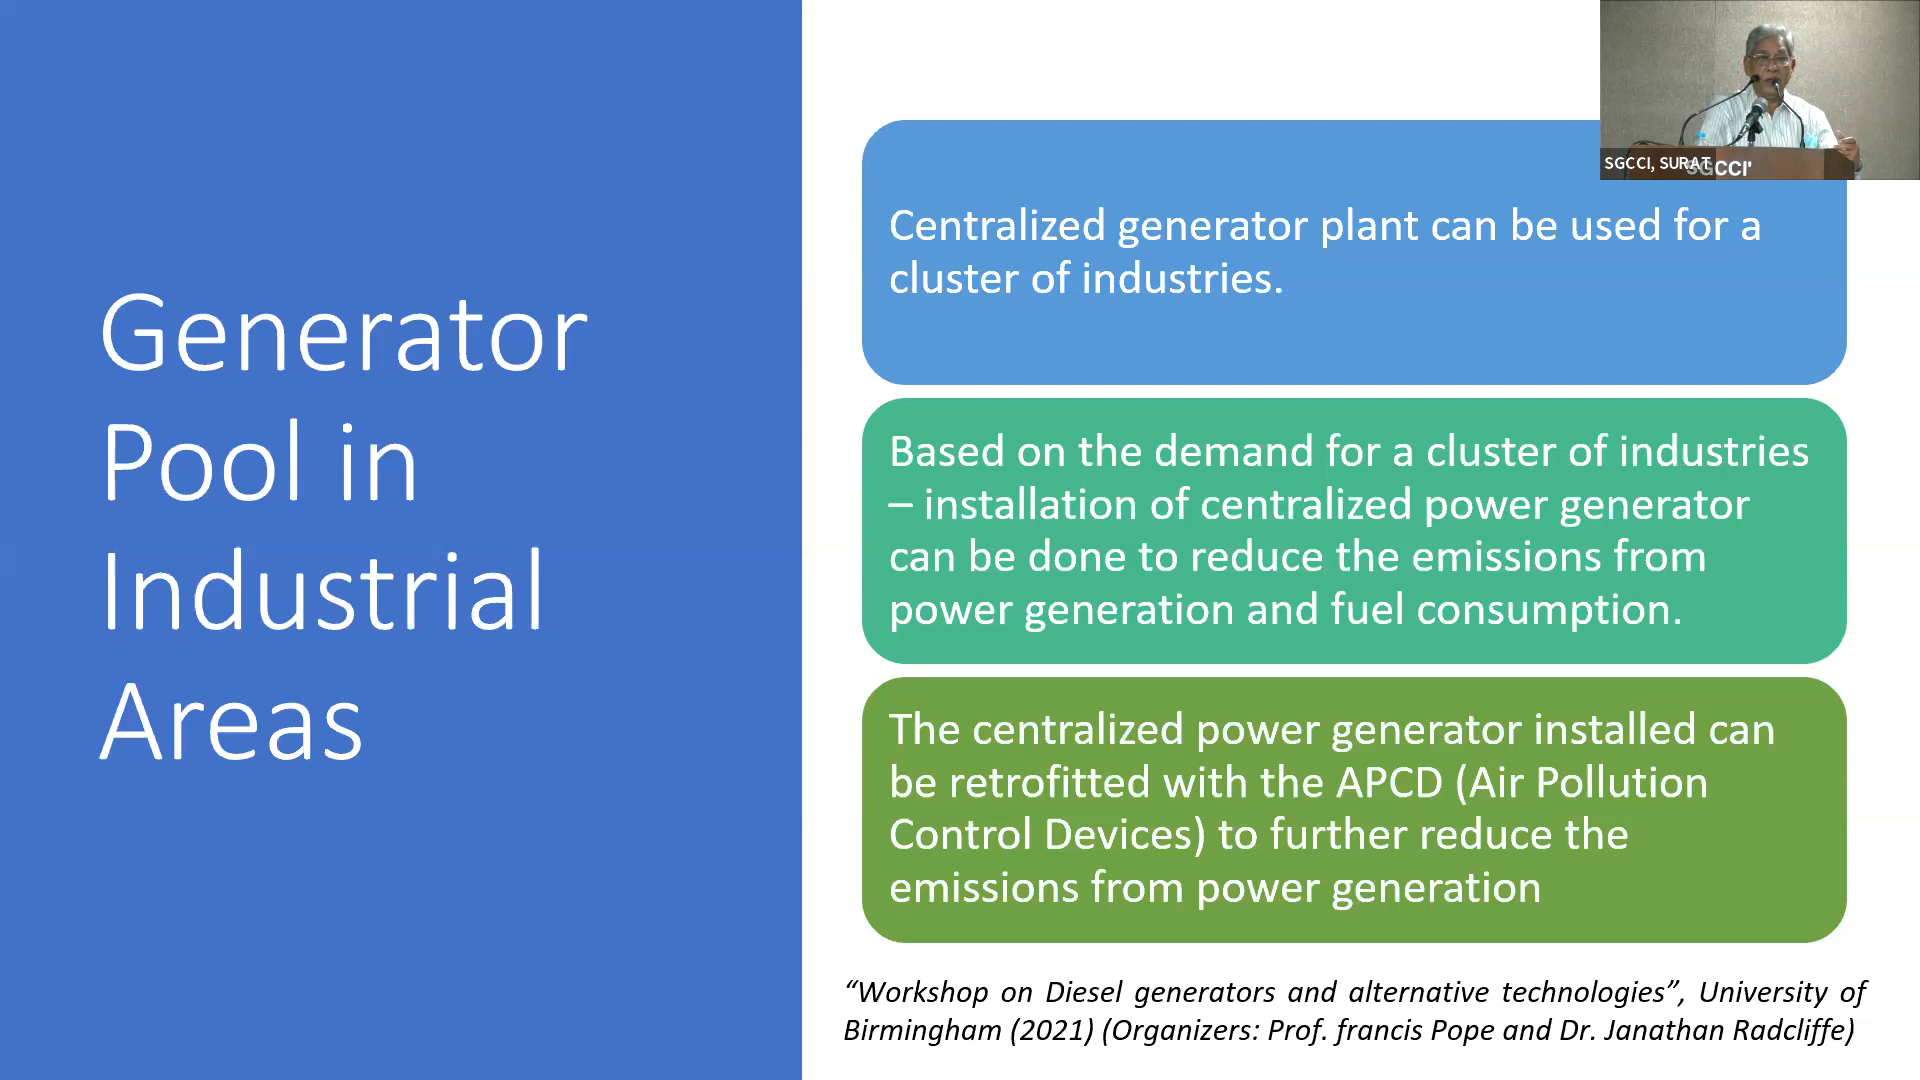 Generator
Pool in
Industrial
Areas
Centralized generator plant can be used for a
cluster of industries.
Based on the demand for a cluster of industries
– installation of centralized power generator
can be done to reduce the emissions from
power generation and fuel consumption.
The centralized power generator installed can
be retrofitted with the APCD (Air Pollution
Control Devices) to further reduce the
emissions from power generation
“Workshop on Diesel generators and alternative technologies”, University of
Birmingham (2021) (Organizers: Prof. francis Pope and Dr. Janathan Radcliffe)
SGCCI, SURAT
SGCCI'